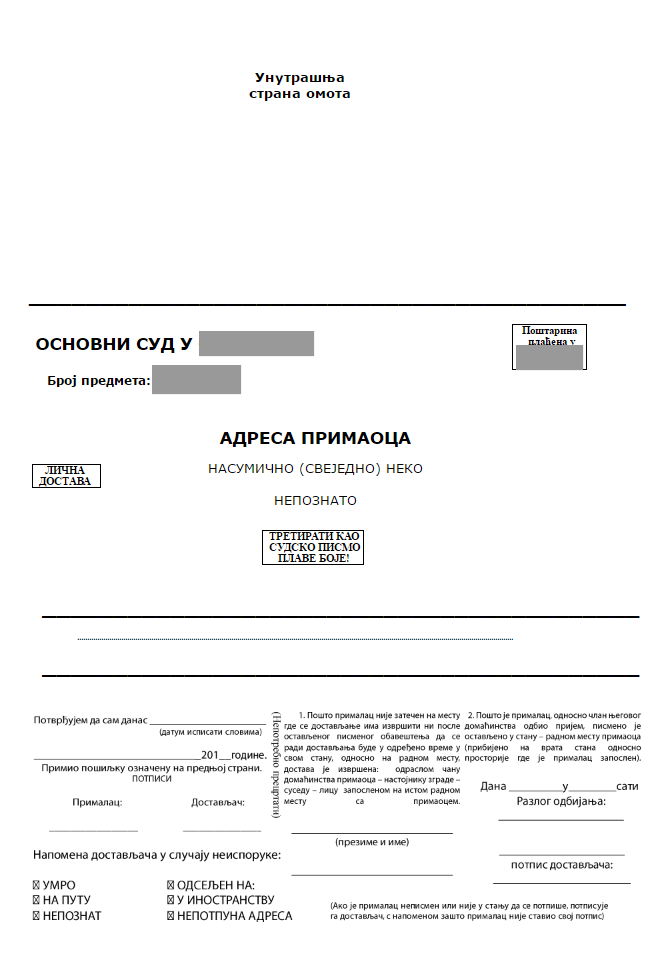 Унутрашња
страна омота
ОСНОВНИ СУД У
Поштарина
плаћена у
Број предмета:
АДРЕСА ПРИМАОЦА
НАСУМИЧНО (СВЕЈЕДНО) НЕКО
ЛИЧНА
ДОСТАВА
НЕПОЗНАТО
ТРЕТИРАТИ КАО
СУДСКО ПИСМО
ПЛАВЕ БОЈЕ!
Потврђујем да сам данас ____________________
(датум исписати словима)
____________________________201__године.
Примио пошиљку означену на предњој страни.
ПОТПИСИ
Прималац: Достављач:
(Непотребно прецртати)
1. Пошто прималац није затечен на месту
где се достављање има извршити ни после
остављеног писменог обавештења да се
ради достављања буде у одређено време у
свом стану, односно на радном месту,
достава је извршена: одраслом чану
домаћинства примаоца – настојнику зграде –
суседу – лицу запосленом на истом радном
месту са примаоцем.
(презиме и име)
2. Пошто је прималац, односно члан његовог
домаћинства одбио пријем, писмено је
остављено у стану – радном месту примаоца
(прибијено на врата стана односно
просторије где је прималац запослен).
Дана __________у__________сати
Разлог одбијања:
потпис достављача:
Напомена достављача у случају неиспоруке:
УМРО ОДСЕЉЕН НА:
НА ПУТУ У ИНОСТРАНСТВУ
НЕПОЗНАТ НЕПОТПУНА АДРЕСА
(Ако је прималац неписмен или није у стању да се потпише, потписује
га достављач, с напоменом зашто прималац није ставио свој потпис)